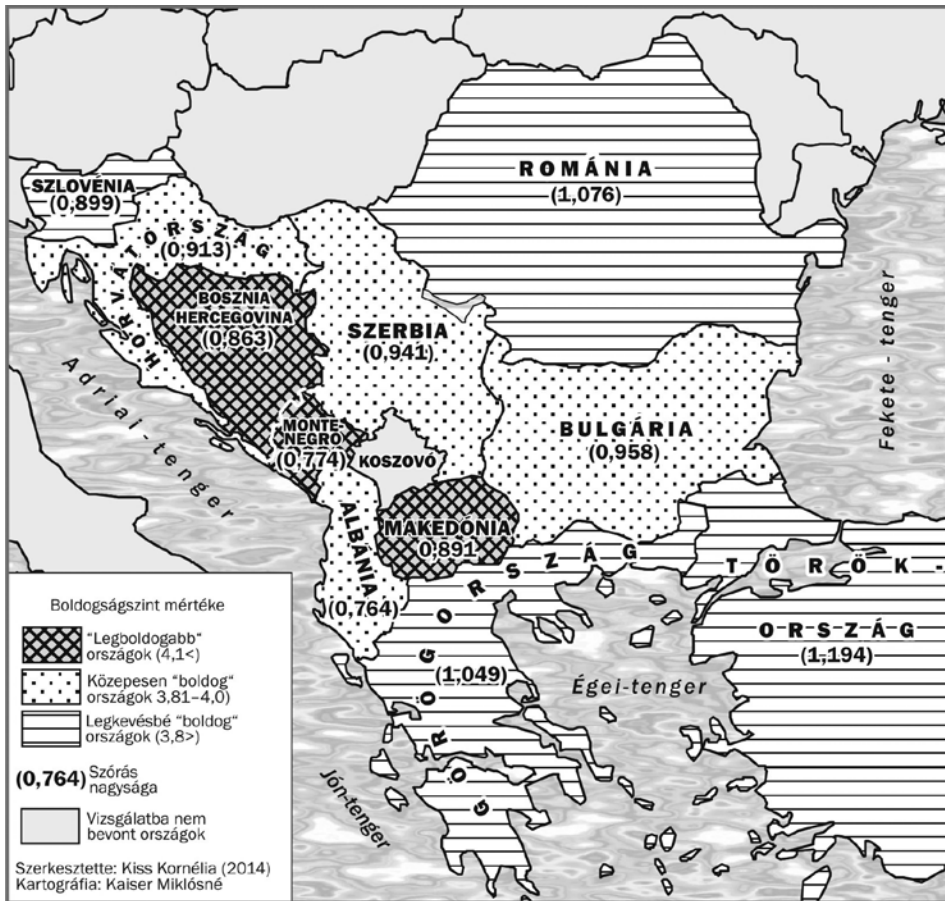 ROMÁNIA
(1,076)
SZLOVÉNIA
(0,899)
HORVÁTORSZÁG
(0,913)
BOSZNIA
HERCEGOVINA
(0,863)
SZERBIA
(0,941)
Fekete - tenger
Adriai-tenger
MONTE-
NEGRO
(0,774)
KOSZOVÓ
BULGÁRIA
(0,958)
MAKEDÓNIA
0,891
ALBÁNIA
(0,764)
GÖRÖGORSZÁG
(1,049)
TÖRÖK-
ORSZÁG
(1,194)
Égei-tenger
Jón-tenger
Boldogságszint mértéke
"Legboldogabb"
országok (4,1<)
Közepesen "boldog"
országok 3,81–4,0)
Legkevésbé "boldog"
országok (3,8>)
(0,764) Szórás
nagysága
Vizsgálatba nem
bevont országok
Szerkesztette: Kiss Kornélia (2014)
Kartográfia: Kaiser Miklósné